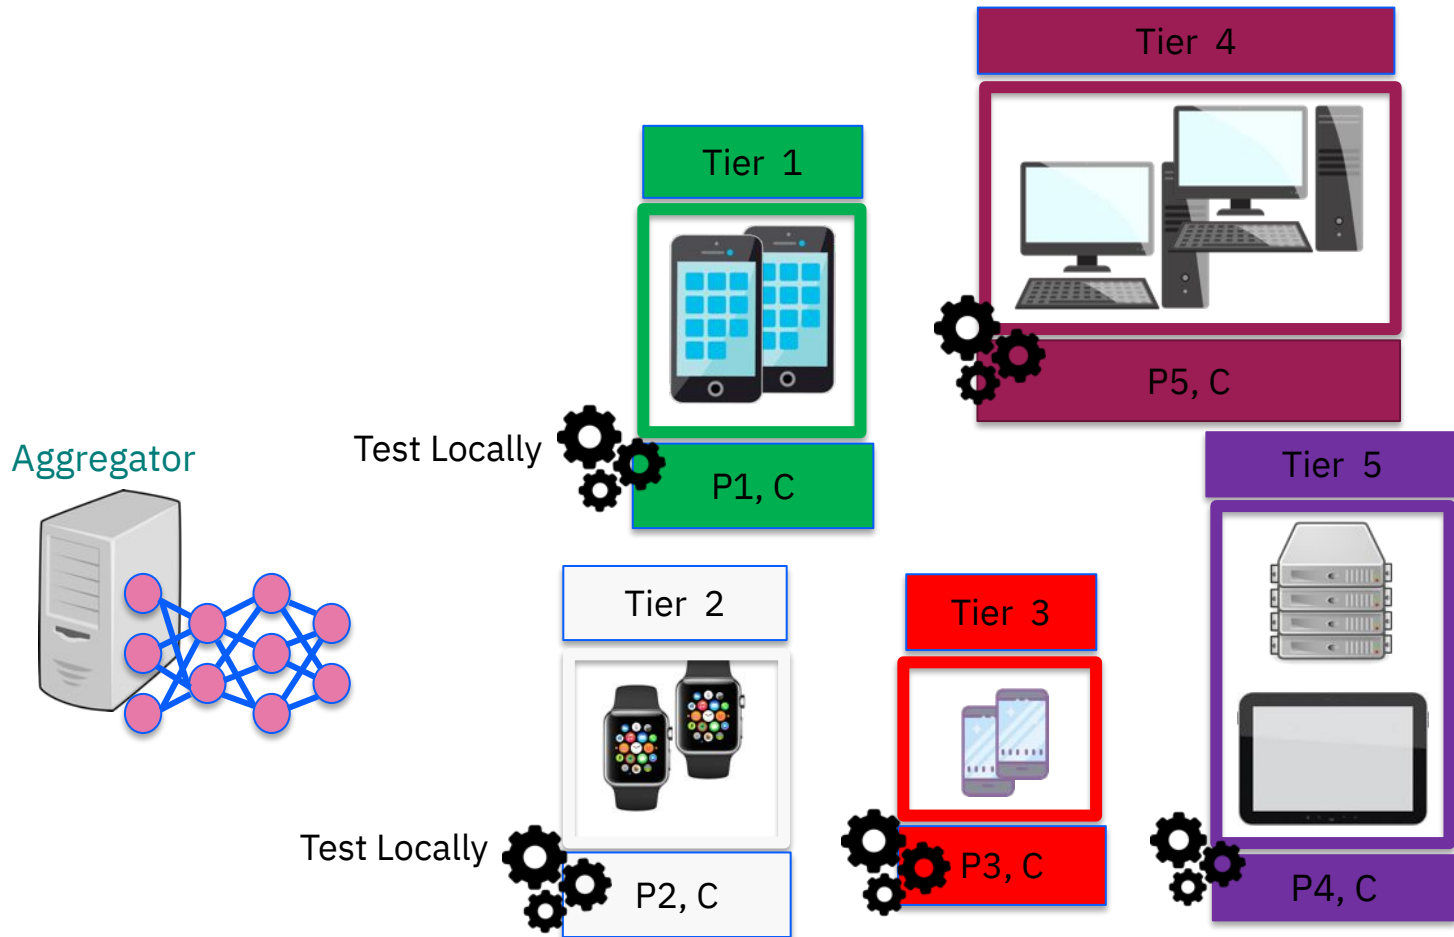 Tier 4
Tier 1
P5, C
Test Locally
Aggregator
P1, C
Tier 5
Tier 2
Tier 3
Test Locally
P2, C
P3, C
P4, C